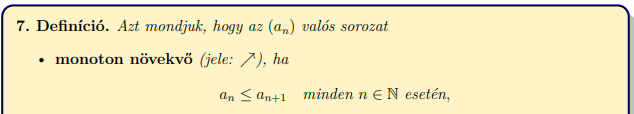 7. Definíció. Azt mondjuk, hogy az (aₙ) valós sorozat
• monoton növekvő (jele: ↗), ha
aₙ ≤ aₙ₊₁ minden n ∈ ℕ esetén,